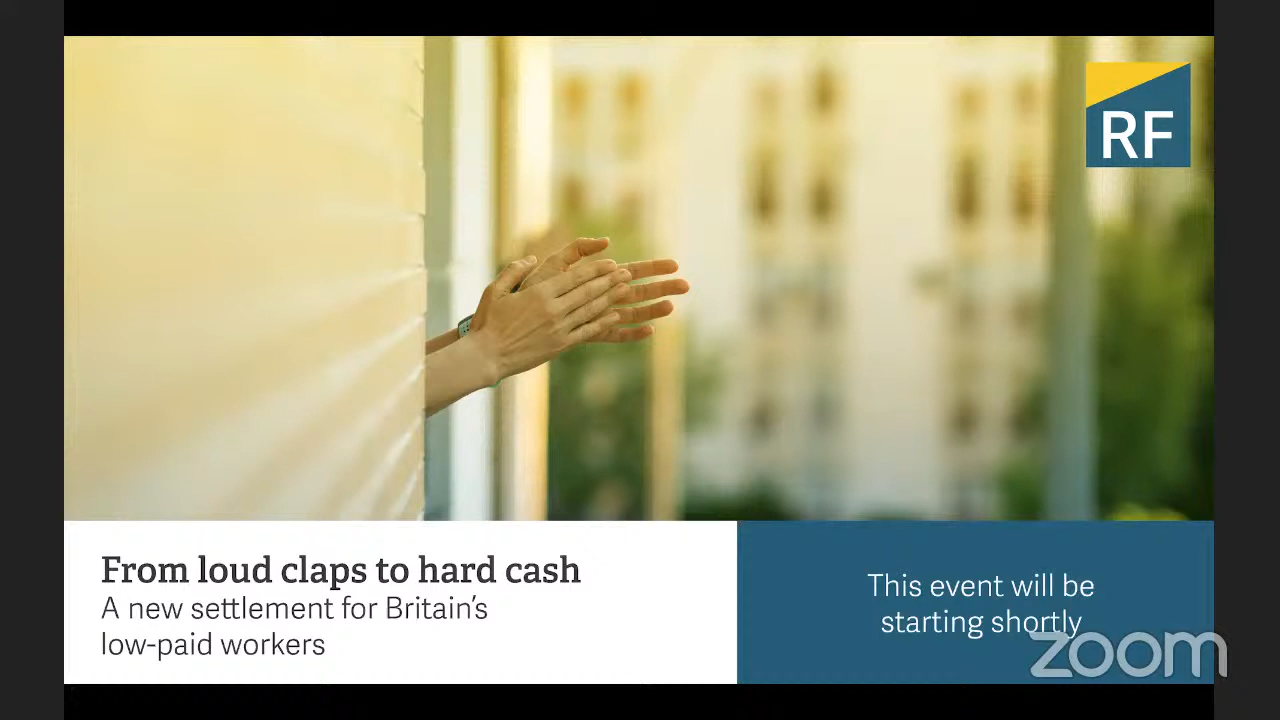 RF
From loud claps to hard cash
A new settlement for Britain's
low-paid workers
This event will be
starting shortly
zoom